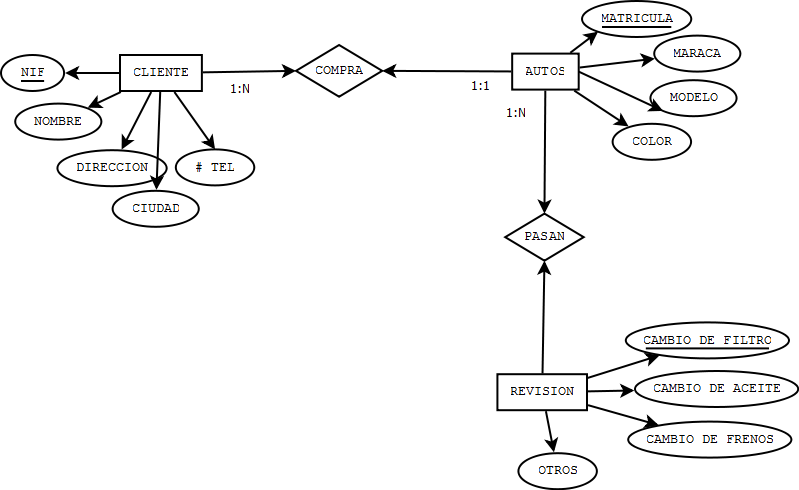 MATRICULA
MARACA
NIF
CLIENTE
COMPRA
AUTOS
1:N
1:1
MODELO
1:N
NOMBRE
COLOR
DIRECCION
# TEL
CIUDAD
PASAN
CAMBIO DE FILTRO
REVISION
CAMBIO DE ACEITE
CAMBIO DE FRENOS
OTROS